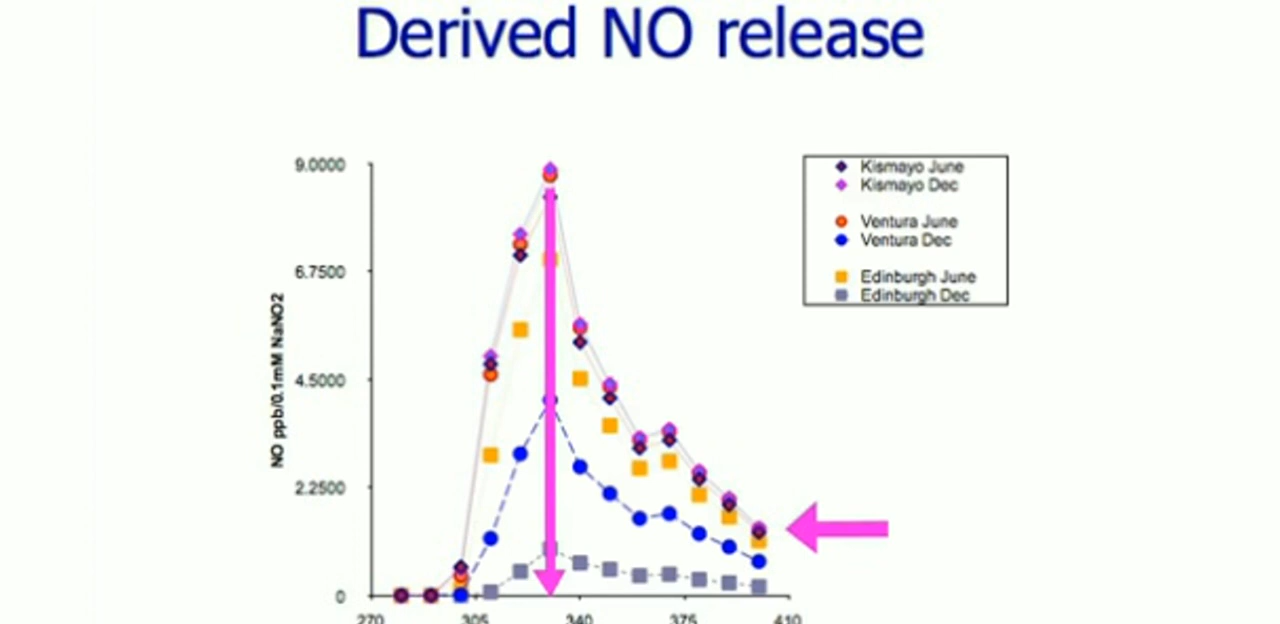 Derived NO release
9.0000
6.7500
4.5000
2.2500
0
NO ppb/0.1mM NaNO2
270
305
340
375
410
Kismayo June
Kismayo Dec
Ventura June
Ventura Dec
Edinburgh June
Edinburgh Dec